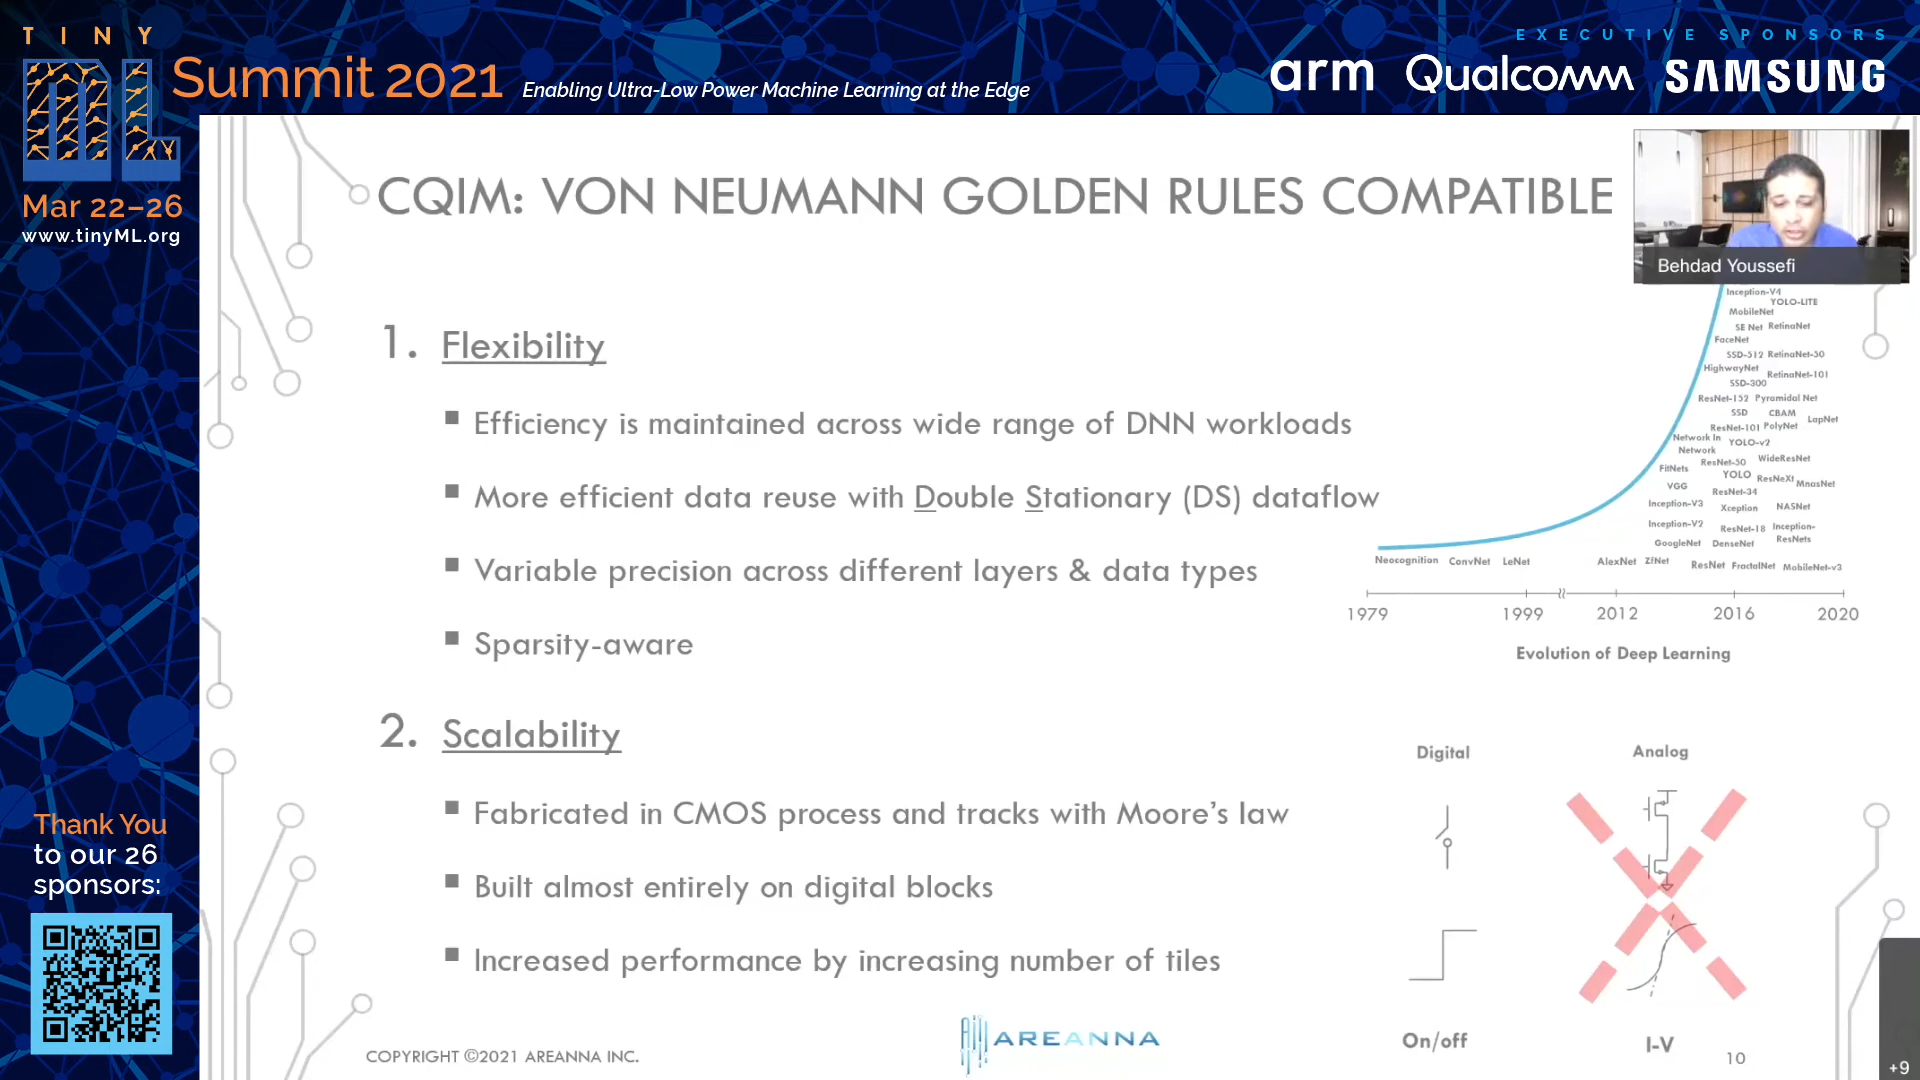 TINY
ML
Summit 2021
Enabling Ultra-Low Power Machine Learning at the Edge
EXECUTIVE SPONSORS
arm Qualcomm SAMSUNG
Mar 22–26
www.tinyML.org
CQIM: VON NEUMANN GOLDEN RULES COMPATIBLE
Behdad Youssefi
1. Flexibility
▪ Efficiency is maintained across wide range of DNN workloads
▪ More efficient data reuse with Double Stationary (DS) dataflow
▪ Variable precision across different layers & data types
▪ Sparsity-aware
2. Scalability
▪ Fabricated in CMOS process and tracks with Moore's law
▪ Built almost entirely on digital blocks
▪ Increased performance by increasing number of tiles
Inception-V4
YOLO-LITE
MobileNet
SE Net RetinaNet
FaceNet
SSD-512 RetinaNet-50
HighwayNet
RetinaNet-101
SSD-300
ResNet-152 Pyramidal Net
SSD CBAM
LapNet
ResNet-101 PolyNet
Network In
Network
YOLO-v2
WideResNet
FitNets ResNet-50
YOLO ResNeXt
VGG
MnasNet
ResNet-34
Inception-V3 Xception NASNet
Inception-V2 ResNet-18 Inception-
ResNets
GoogleNet DenseNet
Neocognition ConvNet LeNet AlexNet ZfNet ResNet FractalNet MobileNet-v3
1979 1999 2012 2016 2020
Evolution of Deep Learning
Digital Analog
On/off I-V
Thank You
to our 26
sponsors:
COPYRIGHT ©2021 AREANNA INC.
AREANNA
10
+9